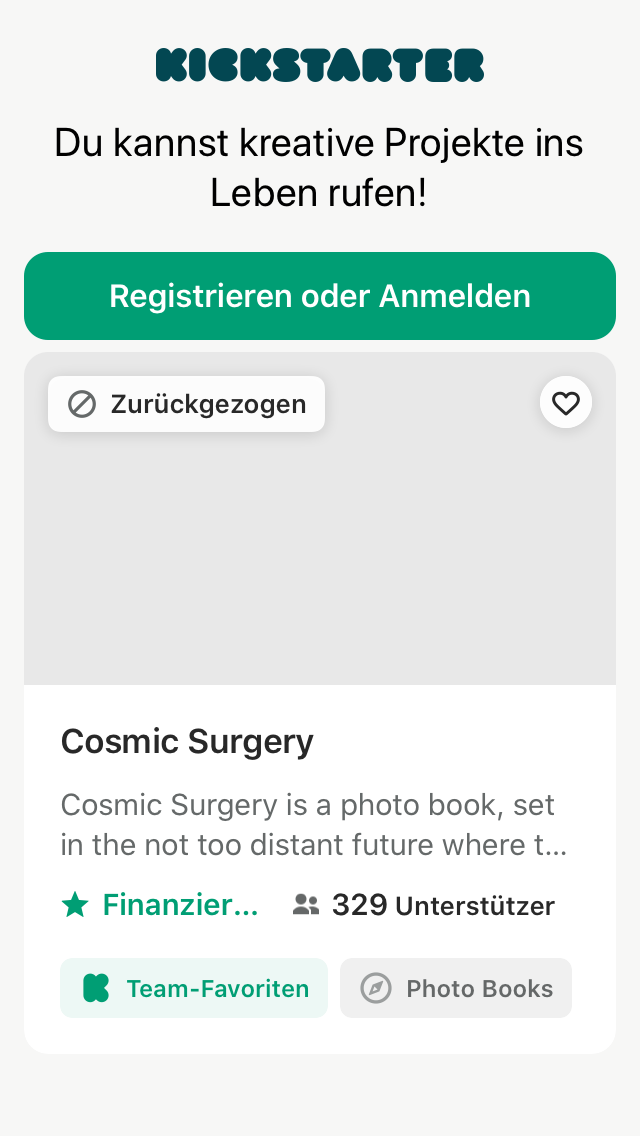 KICKSTARTER
Du kannst kreative Projekte ins
Leben rufen!
Registrieren oder Anmelden
Zurückgezogen
Cosmic Surgery
Cosmic Surgery is a photo book, set
in the not too distant future where t...
Finanzier... 329 Unterstützer
Team-Favoriten Photo Books